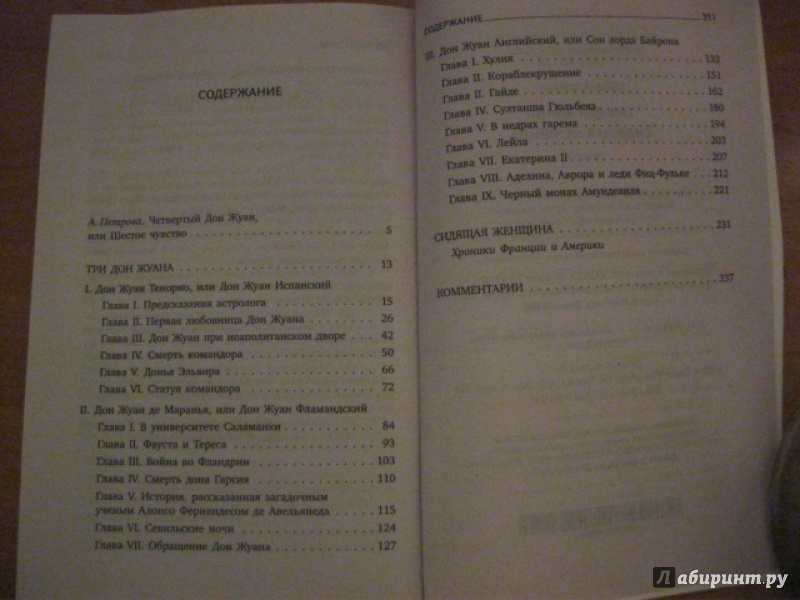 СОДЕРЖАНИЕ
А. Петрова. Четвертый Дон Жуан,
или Шестое чувство 5
ТРИ ДОН ЖУАНА 13
I. Дон Жуан Тенорио, или Дон Жуан Испанский
Глава I. Предсказания астролога 15
Глава II. Первая любовница Дон Жуана 26
Глава III. Дон Жуан при неаполитанском дворе 42
Глава IV. Смерть командора 50
Глава V. Донья Эльвира 66
Глава VI. Статуя командора 72
II. Дон Жуан де Маранья, или Дон Жуан Фламандский
Глава I. В университете Саламанки 84
Глава II. Фауста и Тереса 93
Глава III. Война во Фландрии 103
Глава IV. Смерть дона Гарсия 110
Глава V. История, рассказанная загадочным
ученым Алонсо Фернандесом де Авельянеда 115
Глава VI. Севильские ночи 124
Глава VII. Обращение Дон Жуана 127
СОДЕРЖАНИЕ 351
III. Дон Жуан Английский, или Сон лорда Байрона
Глава I. Хулия 133
Глава II. Кораблекрушение 151
Глава II. Гайде 162
Глава IV. Султанша Гюльбеяз 180
Глава V. В недрах гарема 194
Глава VI. Лейла 203
Глава VII. Екатерина II 207
Глава VIII. Аделина, Аврора и леди Фиц-Фульке 212
Глава IX. Черный монах Амундевиля 221
СИДЯЩАЯ ЖЕНЩИНА 231
Хроники Франции и Америки
КОММЕНТАРИИ 337
Лабиринт.ру